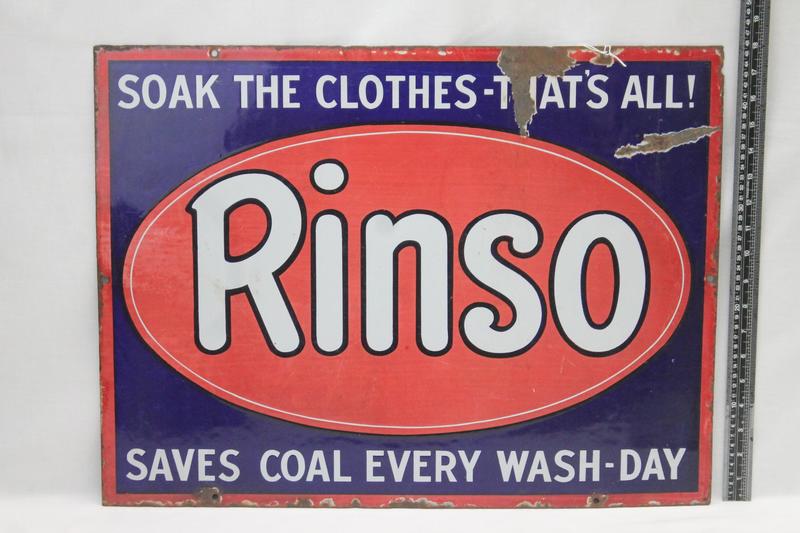 SOAK THE CLOTHES-THAT'S ALL!
Rinso
SAVES COAL EVERY WASH-DAY